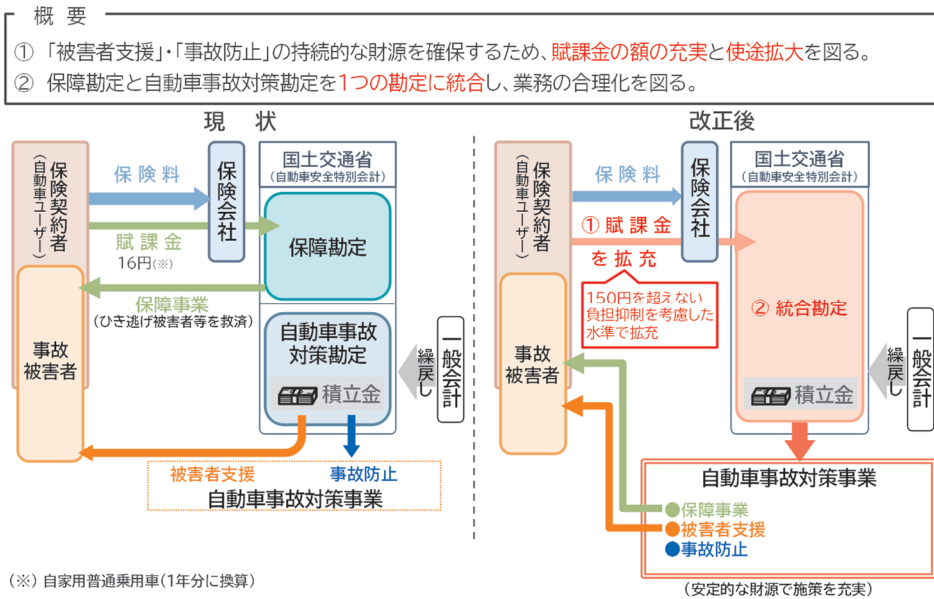 概要
① 「被害者支援」・「事故防止」の持続的な財源を確保するため、賦課金の額の充実と使途拡大を図る。
② 保障勘定と自動車事故対策勘定を1つの勘定に統合し、業務の合理化を図る。
現　状
保険契約者
(自動車ユーザー)
保険料
保険会社
国土交通省
(自動車安全特別会計)
賦課金
16円(※)
保障勘定
保障事業
(ひき逃げ被害者等を救済)
事故
被害者
自動車事故
対策勘定
積立金
繰戻し
一般会計
被害者支援
事故防止
自動車事故対策事業
(※) 自家用普通乗用車(1年分に換算)
改正後
保険契約者
(自動車ユーザー)
保険料
保険会社
国土交通省
(自動車安全特別会計)
① 賦課金
を拡充
150円を超えない
負担抑制を考慮した
水準で拡充
② 統合勘定
事故
被害者
積立金
繰戻し
一般会計
自動車事故対策事業
●保障事業
●被害者支援
●事故防止
(安定的な財源で施策を充実)